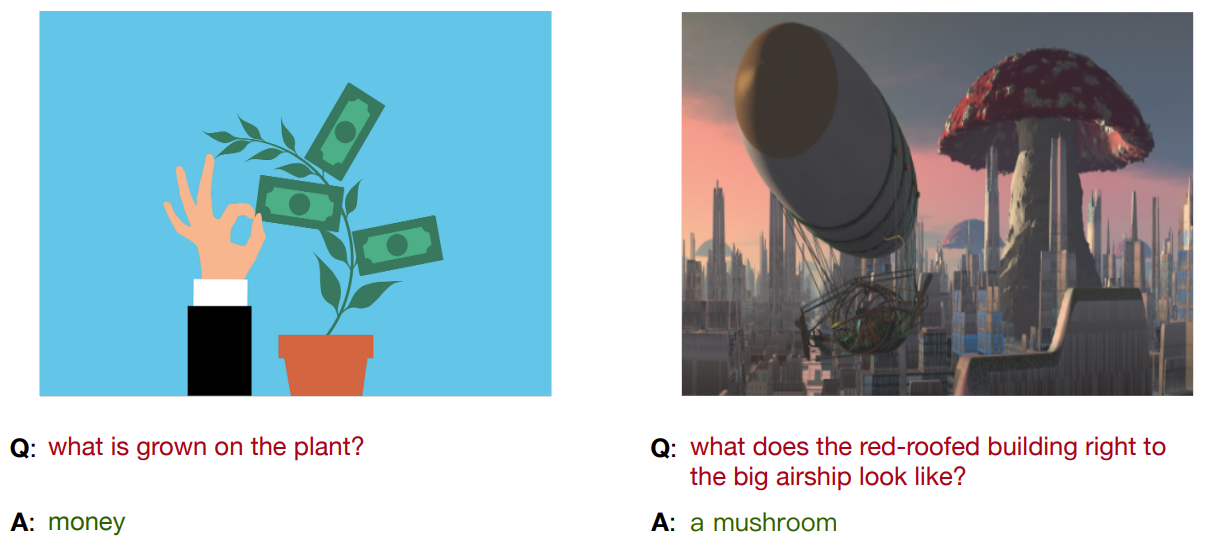 Q: what is grown on the plant?
A: money
Q: what does the red-roofed building right to
the big airship look like?
A: a mushroom